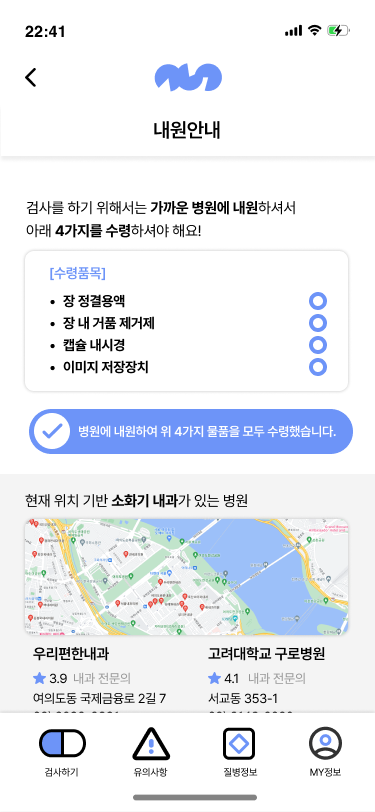 22:41
내원안내
검사를 하기 위해서는 가까운 병원에 내원하셔서
아래 4가지를 수령하셔야 해요!
[수령품목]
• 장 정결용액
• 장 내 거품 제거제
• 캡슐 내시경
• 이미지 저장장치
병원에 내원하여 위 4가지 물품을 모두 수령했습니다.
현재 위치 기반 소화기 내과가 있는 병원
우리편한내과
고려대학교 구로병원
3.9 내과 전문의
4.1 내과 전문의
여의도동 국제금융로 2길 7
서교동 353-1
검사하기
유의사항
질병정보
MY정보